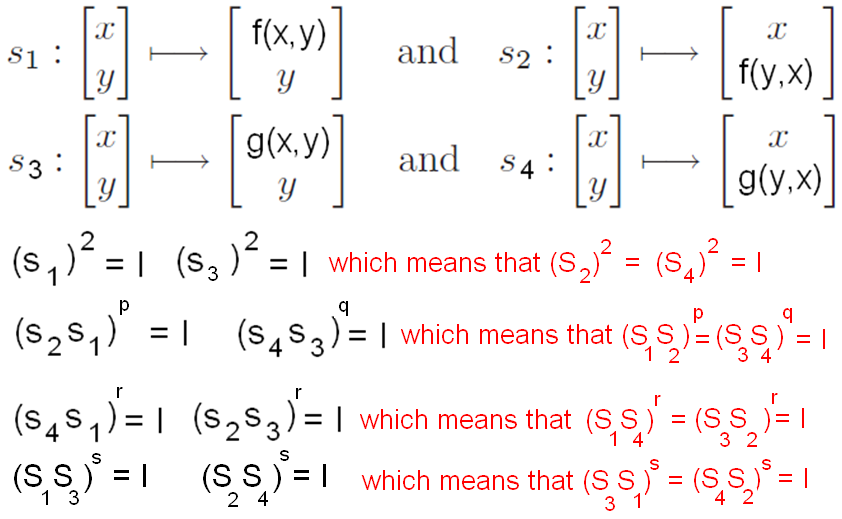 s₁ : [x y] ⟼ [f(x,y) y] and s₂ : [x y] ⟼ [x f(y,x)]
s₃ : [x y] ⟼ [g(x,y) y] and s₄ : [x y] ⟼ [x g(y,x)]
(s₁)² = I (s₃)² = I which means that (S₂)² = (S₄)² = I
(s₂s₁)ᵖ = I (s₄s₃)^q = I which means that (S₁S₂)ᵖ = (S₃S₄)^q = I
(s₄s₁)ʳ = I (s₂s₃)ʳ = I which means that (S₁S₄)ʳ = (S₃S₂)ʳ = I
(S₁S₃)ˢ = I (S₂S₄)ˢ = I which means that (S₃S₁)ˢ = (S₄S₂)ˢ = I